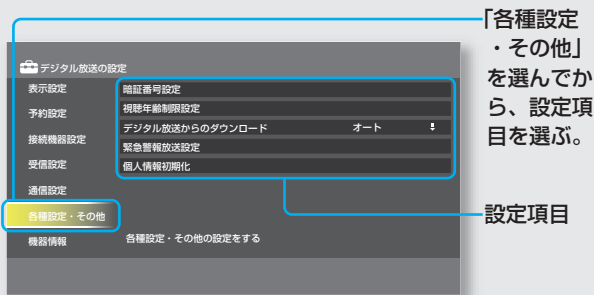 「各種設定
・その他」
を選んでか
ら、設定項
目を選ぶ。
デジタル放送の設定
表示設定
予約設定
接続機器設定
受信設定
通信設定
各種設定・その他
機器情報
暗証番号設定
視聴年齢制限設定
デジタル放送からのダウンロード オート
緊急警報放送設定
個人情報初期化
各種設定・その他の設定をする
設定項目